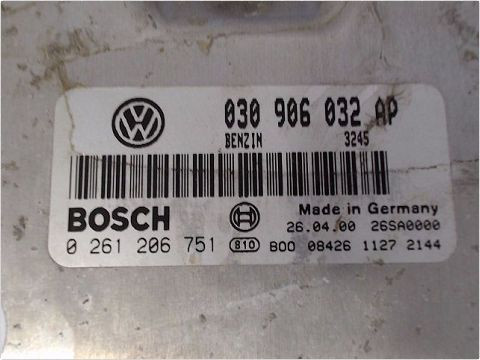 030 906 032 AP
BENZIN 3245
BOSCH
Made in Germany
26.04.00 26SA0000
0 261 206 751 810 B00 08426 1127 2144